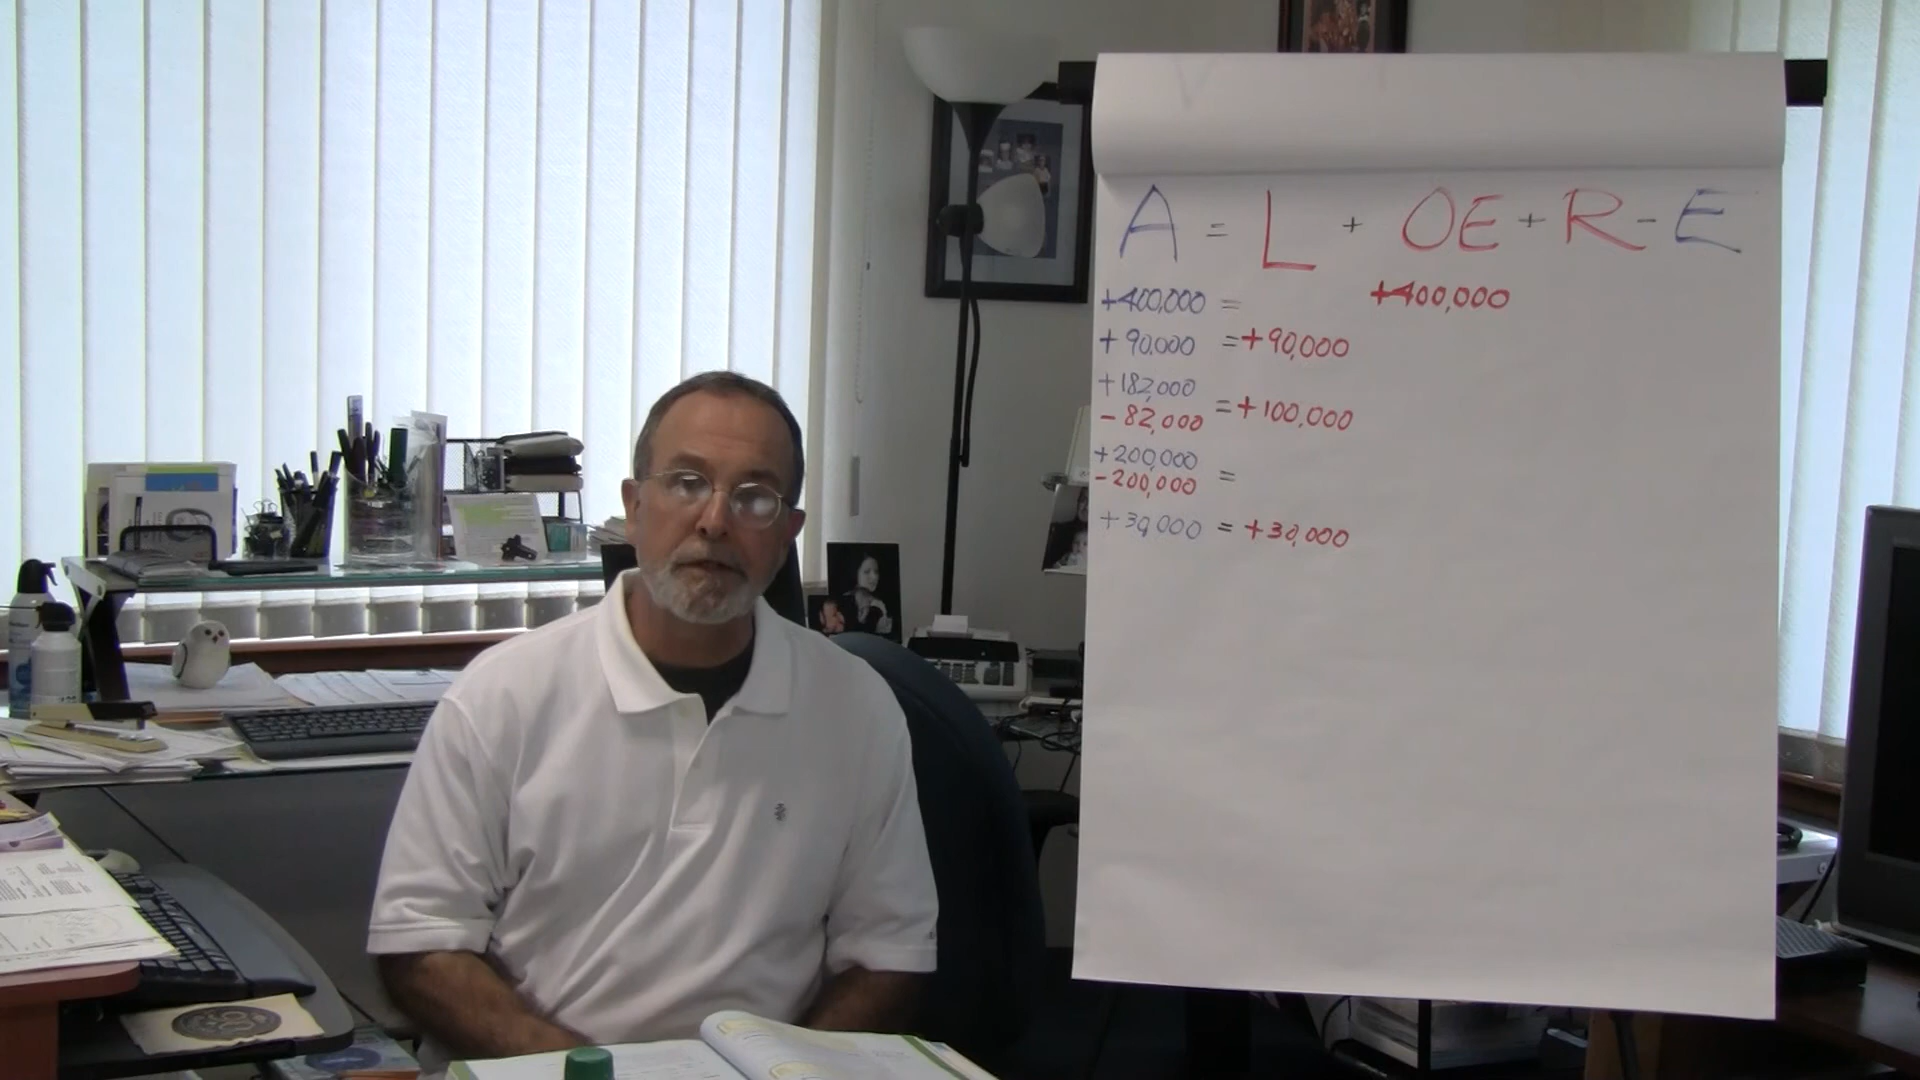 A = L + OE + R - E
+400,000 = +400,000
+90,000 = +90,000
+182,000
-82,000 = +100,000
+200,000
-200,000 =
+30,000 = +30,000